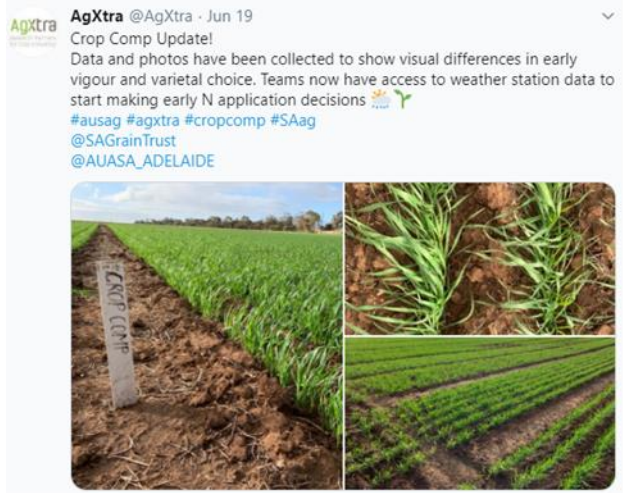 AgXtra
AgXtra @AgXtra · Jun 19
Crop Comp Update!
Data and photos have been collected to show visual differences in early
vigour and varietal choice. Teams now have access to weather station data to
start making early N application decisions 🌦️ 🌱
#ausag #agxtra #cropcomp #SAag
@SAGrainTrust
@AUASA_ADELAIDE
CROP COMP